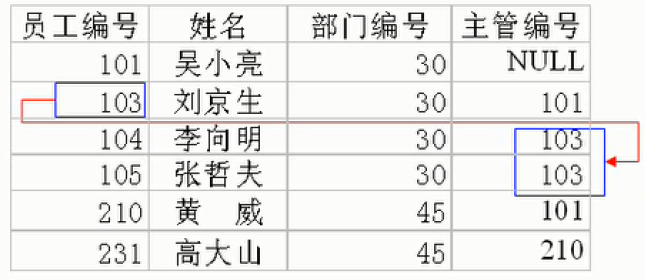 员工编号 姓名 部门编号 主管编号
101 吴小亮 30 NULL
103 刘京生 30 101
104 李向明 30 103
105 张哲夫 30 103
210 黄 威 45 101
231 高大山 45 210